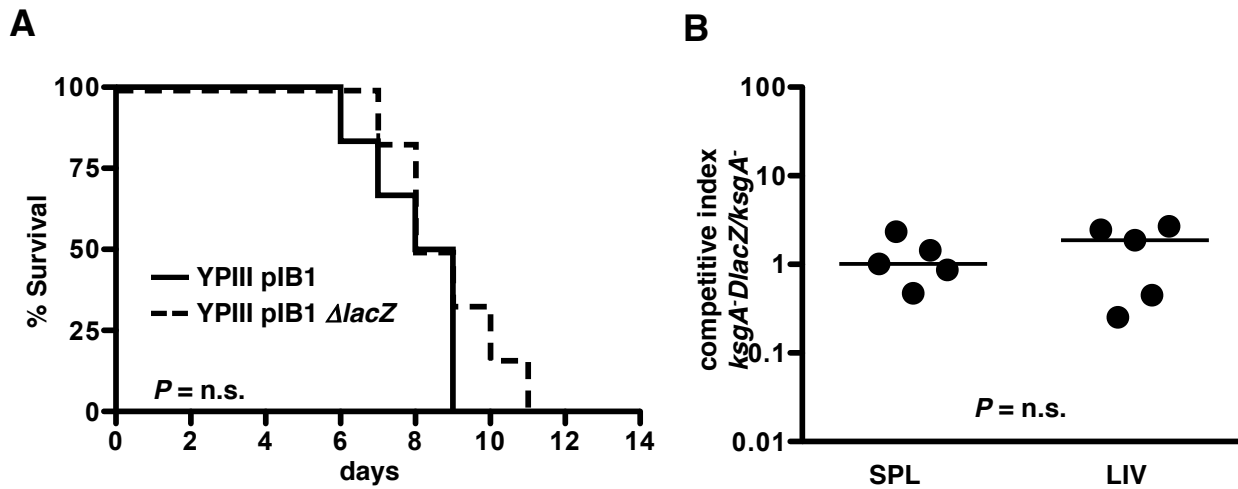 A
% Survival
100
75
50
25
0
YPIII pIB1
YPIII pIB1 ΔlacZ
P = n.s.
0 2 4 6 8 10 12 14
days
B
competitive index
ksgA⁻DlacZ/ksgA⁻
100
10
1
0.1
0.01
P = n.s.
SPL LIV